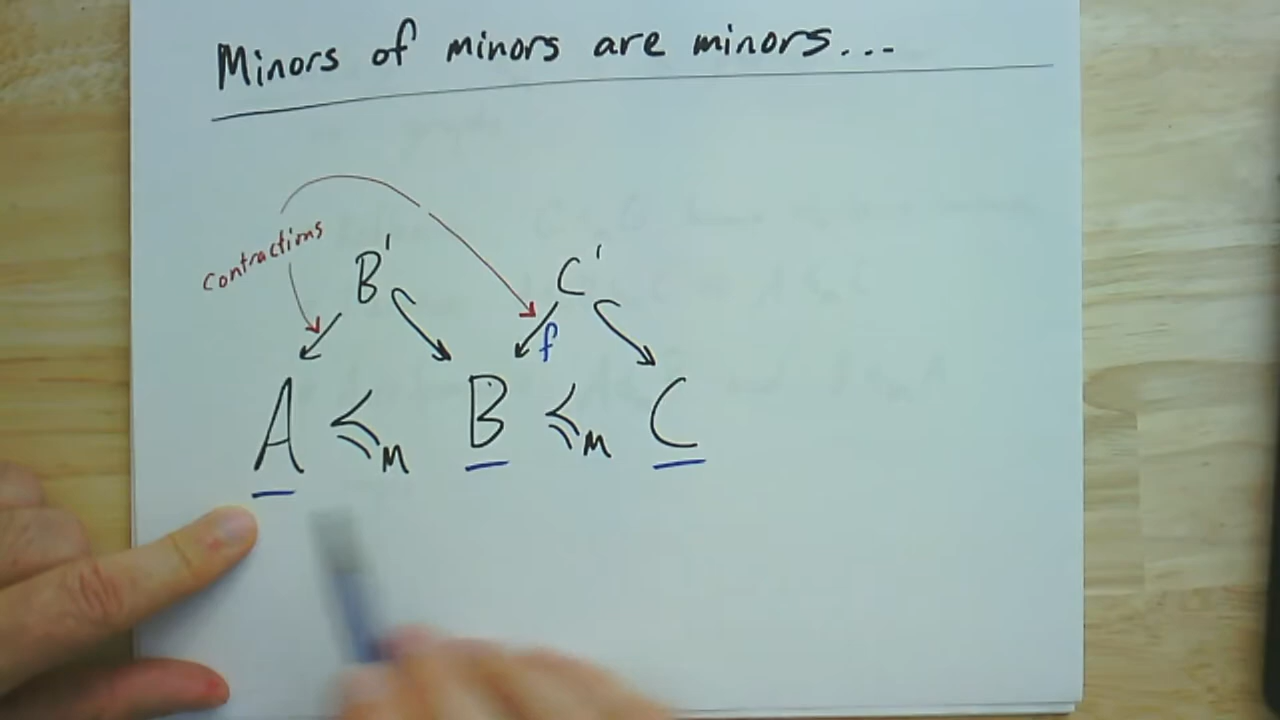 Minors of minors are minors...
contractions
B' C'
f
A ≤M B ≤M C